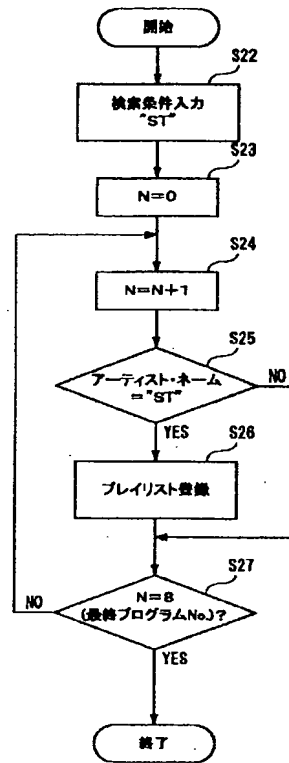 開始
S22
検索条件入力
"ST"
S23
N=0
S24
N=N+1
S25
アーティスト・ネーム
="ST"
NO
YES
S26
プレイリスト登録
S27
N=8
(最終プログラムNo.)?
NO
YES
終了